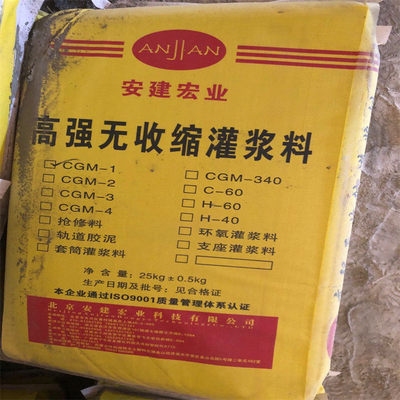 ANJIAN
安建宏业
高强无收缩灌浆料
CGM-1
CGM-2
CGM-3
CGM-4
抢修料
轨道胶泥
套筒灌浆料
CGM-340
C-60
H-60
H-40
环氧灌浆料
支座灌浆料
净含量：25kg±0.5kg
生产日期及批号：见合格证
本企业通过ISO9001质量管理体系认证
北京安建宏业科技有限公司